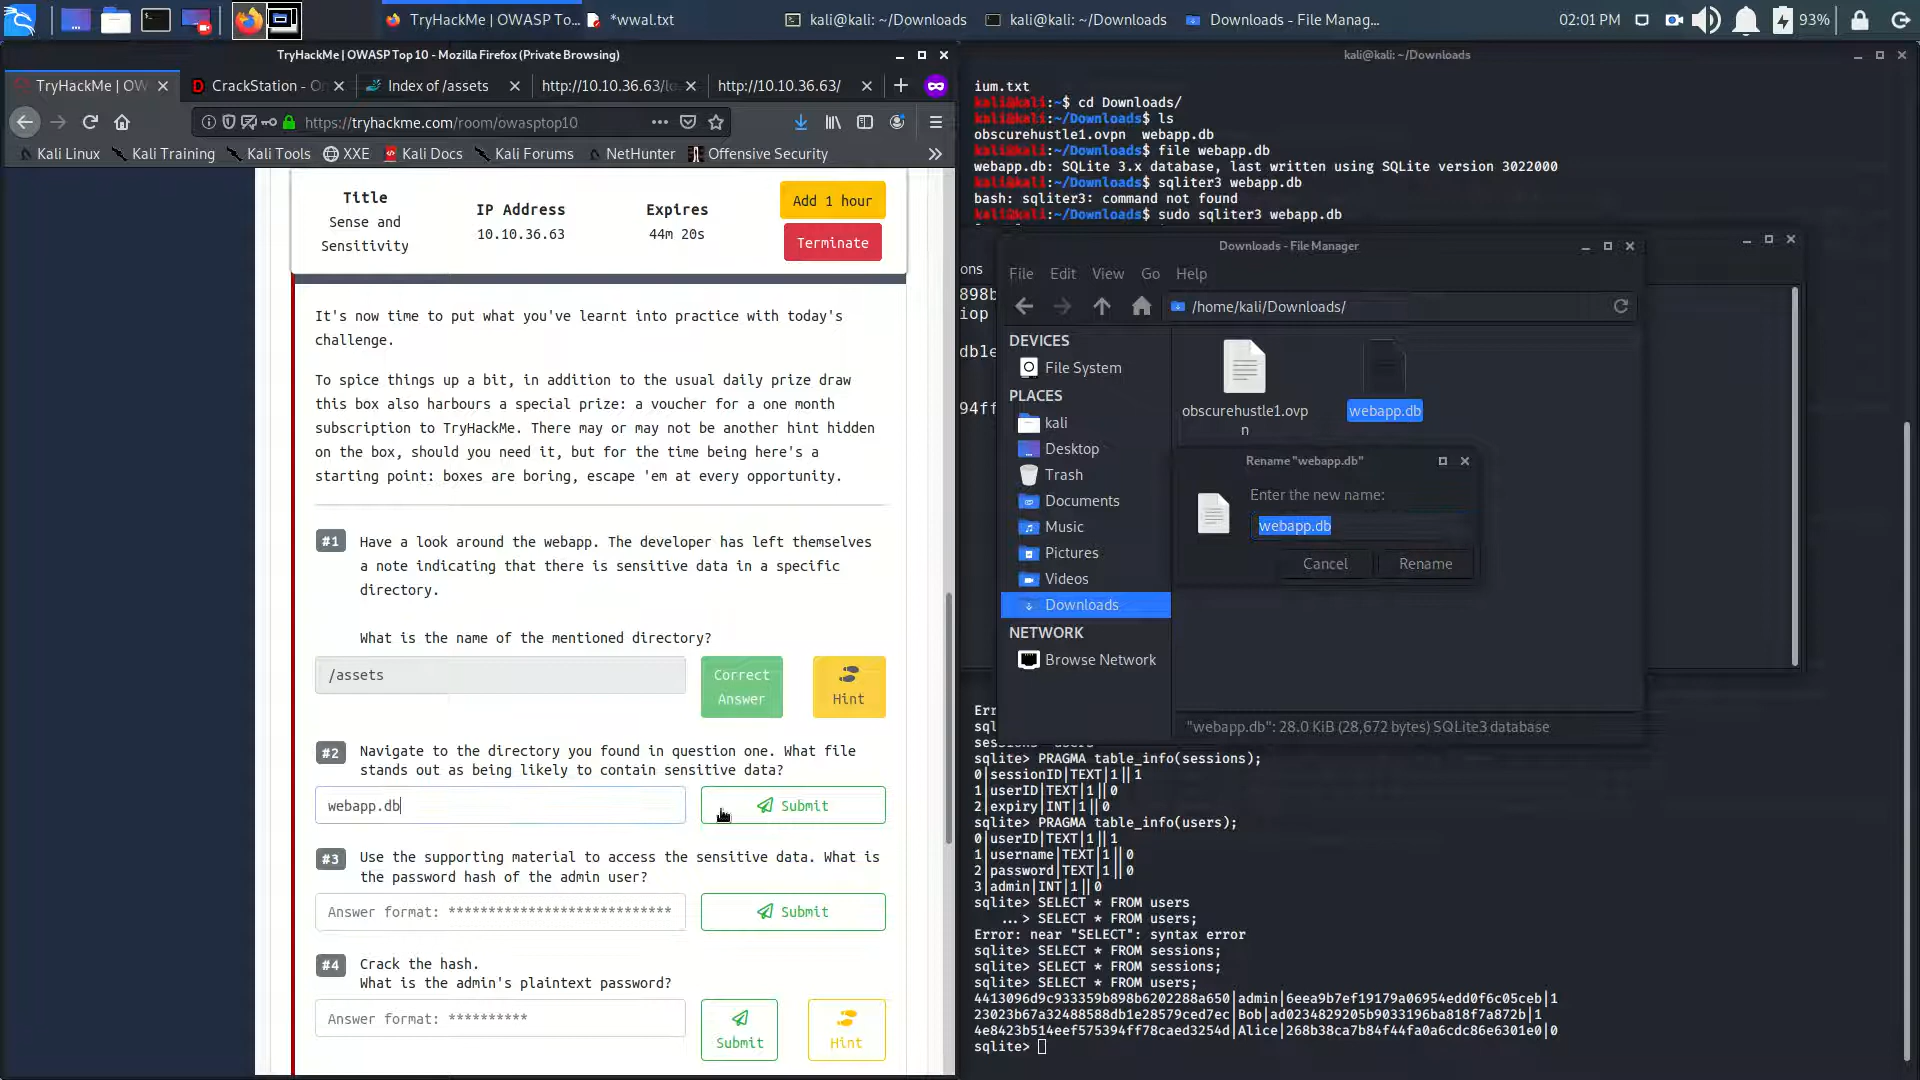 TryHackMe | OWASP To...
*wwal.txt
kali@kali: ~/Downloads
kali@kali: ~/Downloads
Downloads - File Manag...
02:01 PM
93%
TryHackMe | OWASP Top 10 - Mozilla Firefox (Private Browsing)
TryHackMe | OW
CrackStation - O
Index of /assets
http://10.10.36.63/
http://10.10.36.63/
https://tryhackme.com/room/owasptop10
Kali Linux
Kali Training
Kali Tools
XXE
Kali Docs
Kali Forums
NetHunter
Offensive Security
Title
Sense and
Sensitivity
IP Address
10.10.36.63
Expires
44m 20s
Add 1 hour
Terminate
It's now time to put what you've learnt into practice with today's
challenge.
To spice things up a bit, in addition to the usual daily prize draw
this box also harbours a special prize: a voucher for a one month
subscription to TryHackMe. There may or may not be another hint hidden
on the box, should you need it, but for the time being here's a
starting point: boxes are boring, escape 'em at every opportunity.
#1
Have a look around the webapp. The developer has left themselves
a note indicating that there is sensitive data in a specific
directory.
What is the name of the mentioned directory?
/assets
Correct
Answer
Hint
#2
Navigate to the directory you found in question one. What file
stands out as being likely to contain sensitive data?
webapp.db
Submit
#3
Use the supporting material to access the sensitive data. What is
the password hash of the admin user?
Answer format: ****************************
Submit
#4
Crack the hash.
What is the admin's plaintext password?
Answer format: **********
Submit
Hint
kali@kali: ~/Downloads
ium.txt
kali@kali:~$ cd Downloads/
kali@kali:~/Downloads$ ls
obscurehustle1.ovpn  webapp.db
kali@kali:~/Downloads$ file webapp.db
webapp.db: SQLite 3.x database, last written using SQLite version 3022000
kali@kali:~/Downloads$ sqliter3 webapp.db
bash: sqliter3: command not found
kali@kali:~/Downloads$ sudo sqliter3 webapp.db
Downloads - File Manager
File
Edit
View
Go
Help
/home/kali/Downloads/
DEVICES
File System
PLACES
kali
Desktop
Trash
Documents
Music
Pictures
Videos
Downloads
NETWORK
Browse Network
obscurehustle1.ovp
n
webapp.db
Rename "webapp.db"
Enter the new name:
webapp.db
Cancel
Rename
"webapp.db": 28.0 KiB (28,672 bytes) SQLite3 database
ons
898b
iop
db1e
94ff
Err
sql
sqlite> PRAGMA table_info(sessions);
0|sessionID|TEXT|1||1
1|userID|TEXT|1||0
2|expiry|INT|1||0
sqlite> PRAGMA table_info(users);
0|userID|TEXT|1||1
1|username|TEXT|1||0
2|password|TEXT|1||0
3|admin|INT|1||0
sqlite> SELECT * FROM users
   ...> SELECT * FROM users;
Error: near "SELECT": syntax error
sqlite> SELECT * FROM sessions;
sqlite> SELECT * FROM sessions;
sqlite> SELECT * FROM users;
4413096d9c933359b898b6202288a650|admin|6eea9b7ef19179a06954edd0f6c05ceb|1
23023b67a32488588db1e28579ced7ec|Bob|ad0234829205b9033196ba818f7a872b|1
4e8423b514eef575394ff78caed3254d|Alice|268b38ca7b84f44fa0a6cdc86e6301e0|0
sqlite>